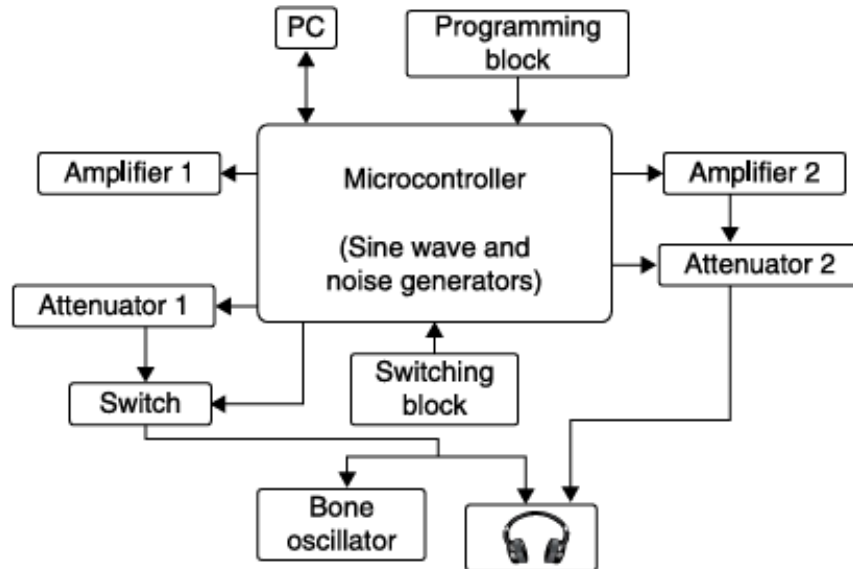 PC
Programming
block
Amplifier 1
Microcontroller
Amplifier 2
(Sine wave and
noise generators)
Attenuator 2
Attenuator 1
Switching
block
Switch
Bone
oscillator